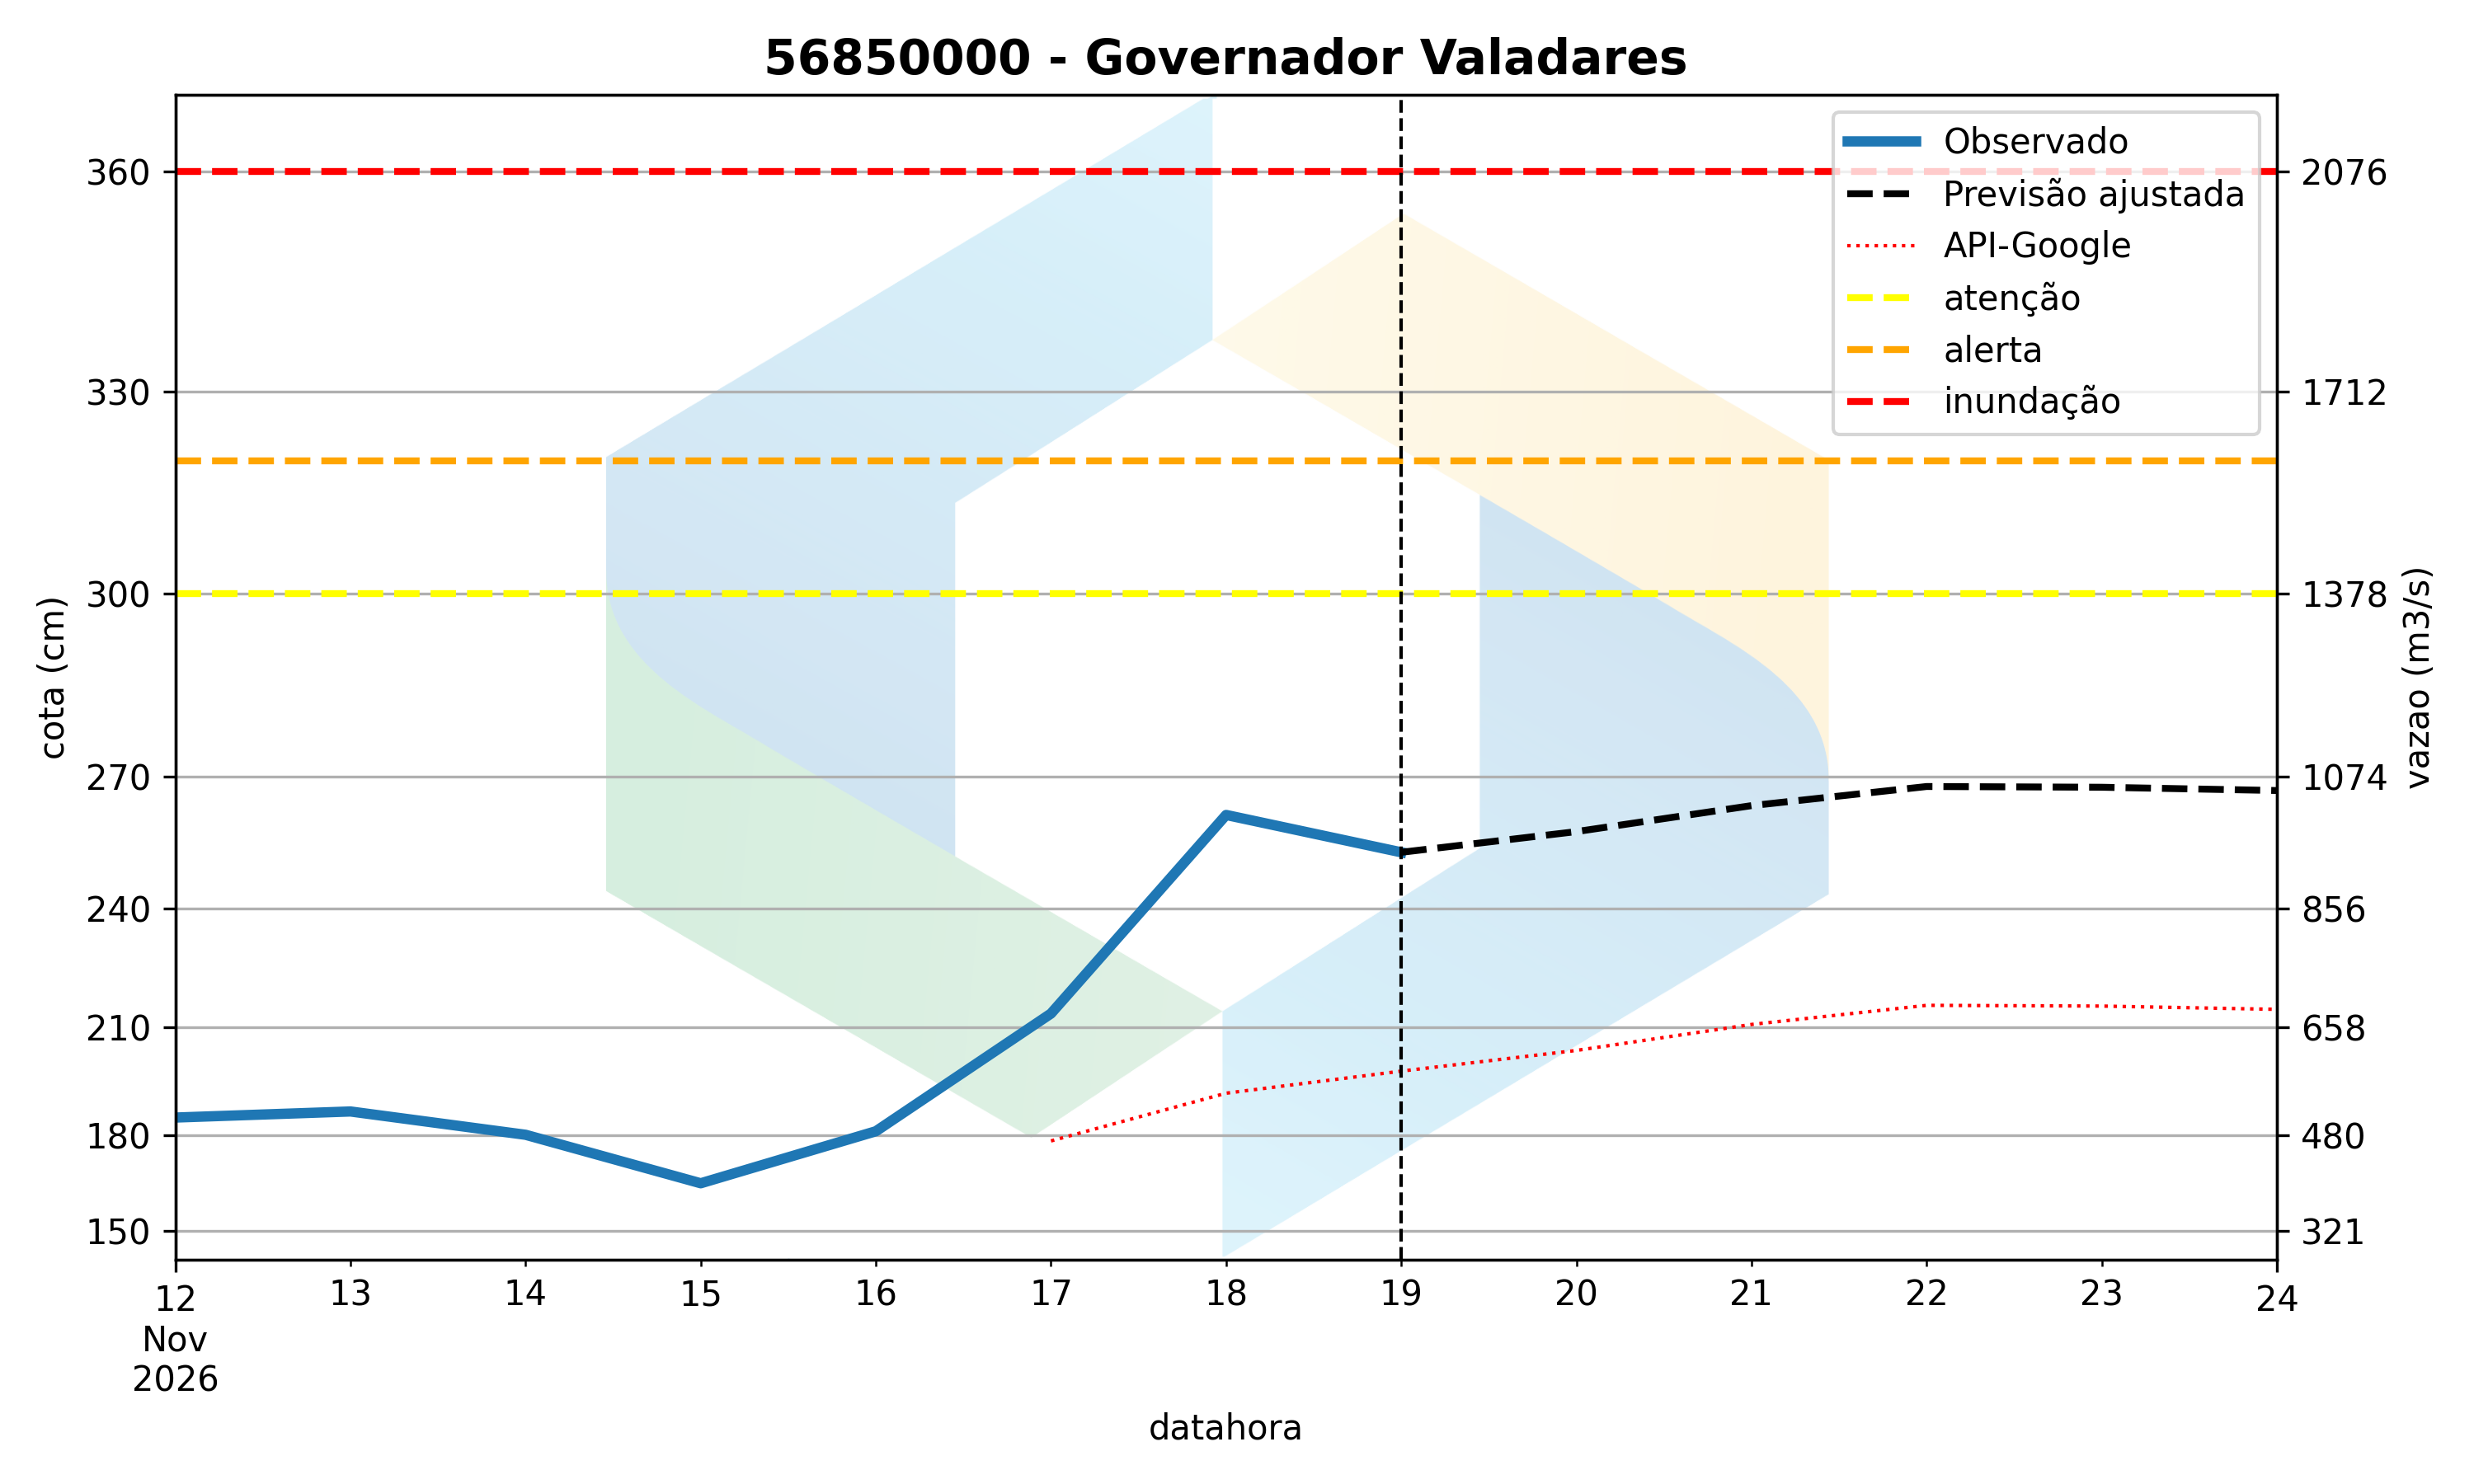 56850000 - Governador Valadares
Observado
Previsão ajustada
API-Google
atenção
alerta
inundação
cota (cm)
360
330
300
270
240
210
180
150
vazao (m3/s)
2076
1712
1378
1074
856
658
480
321
12 13 14 15 16 17 18 19 20 21 22 23 24
Nov
2026
datahora